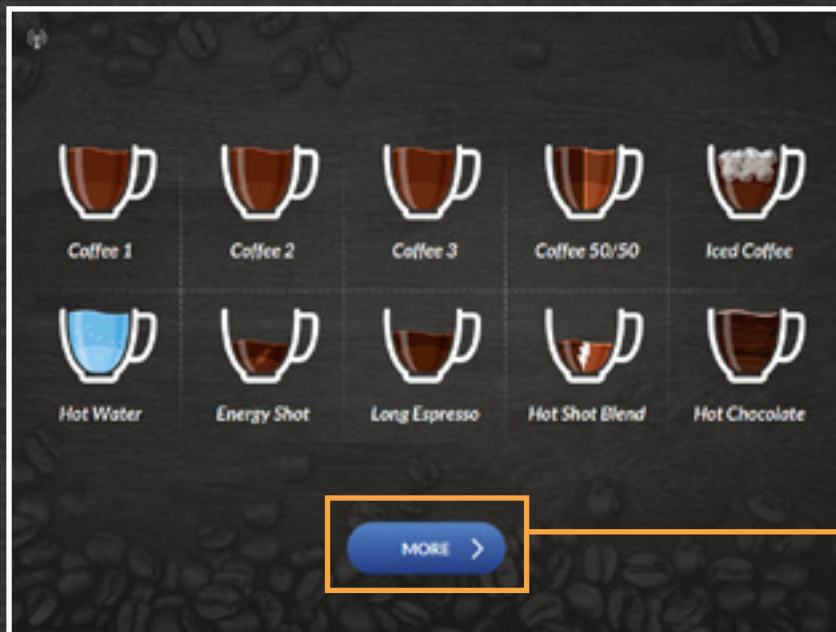 Coffee 1 Coffee 2 Coffee 3 Coffee 50/50 Iced Coffee
Hot Water Energy Shot Long Espresso Hot Shot Blend Hot Chocolate
MORE